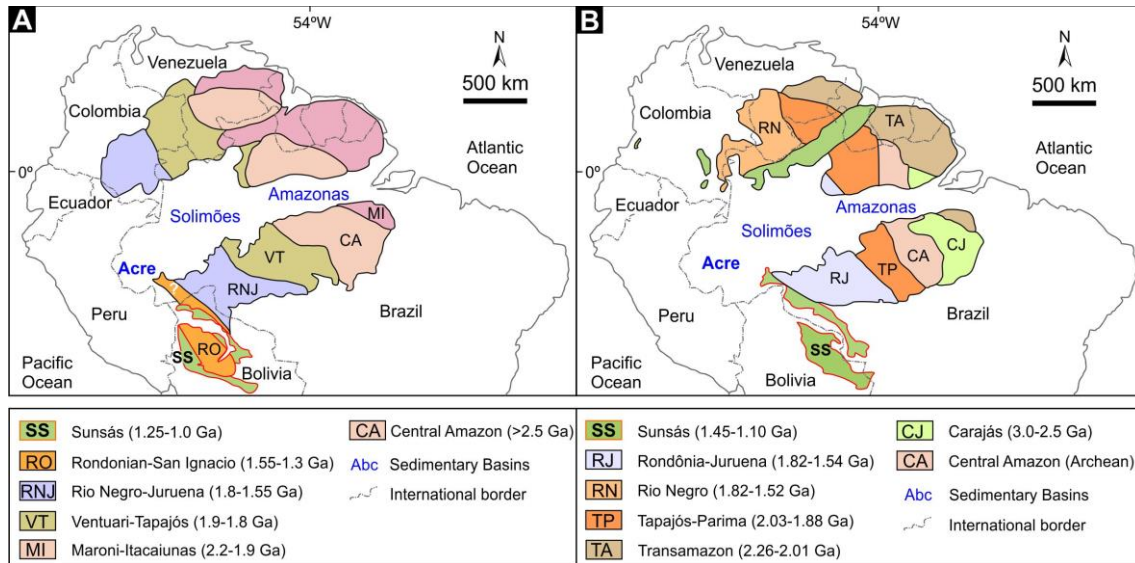 A
54ºW
N
500 km
Venezuela
Colombia
Atlantic
Ocean
0º
Ecuador
Amazonas
Solimões
MI
CA
VT
Acre
RNJ
?
Brazil
Peru
SS
RO
Pacific
Ocean
Bolivia
SS Sunsás (1.25-1.0 Ga)
RO Rondonian-San Ignacio (1.55-1.3 Ga)
RNJ Rio Negro-Juruena (1.8-1.55 Ga)
VT Ventuari-Tapajós (1.9-1.8 Ga)
MI Maroni-Itacaiunas (2.2-1.9 Ga)
CA Central Amazon (>2.5 Ga)
Abc Sedimentary Basins
International border
B
54ºW
N
500 km
Venezuela
Colombia
RN
TA
Atlantic
Ocean
0º
Ecuador
Amazonas
Solimões
CJ
CA
TP
Acre
RJ
Brazil
Peru
SS
Pacific
Ocean
Bolivia
SS Sunsás (1.45-1.10 Ga)
RJ Rondônia-Juruena (1.82-1.54 Ga)
RN Rio Negro (1.82-1.52 Ga)
TP Tapajós-Parima (2.03-1.88 Ga)
TA Transamazon (2.26-2.01 Ga)
CJ Carajás (3.0-2.5 Ga)
CA Central Amazon (Archean)
Abc Sedimentary Basins
International border